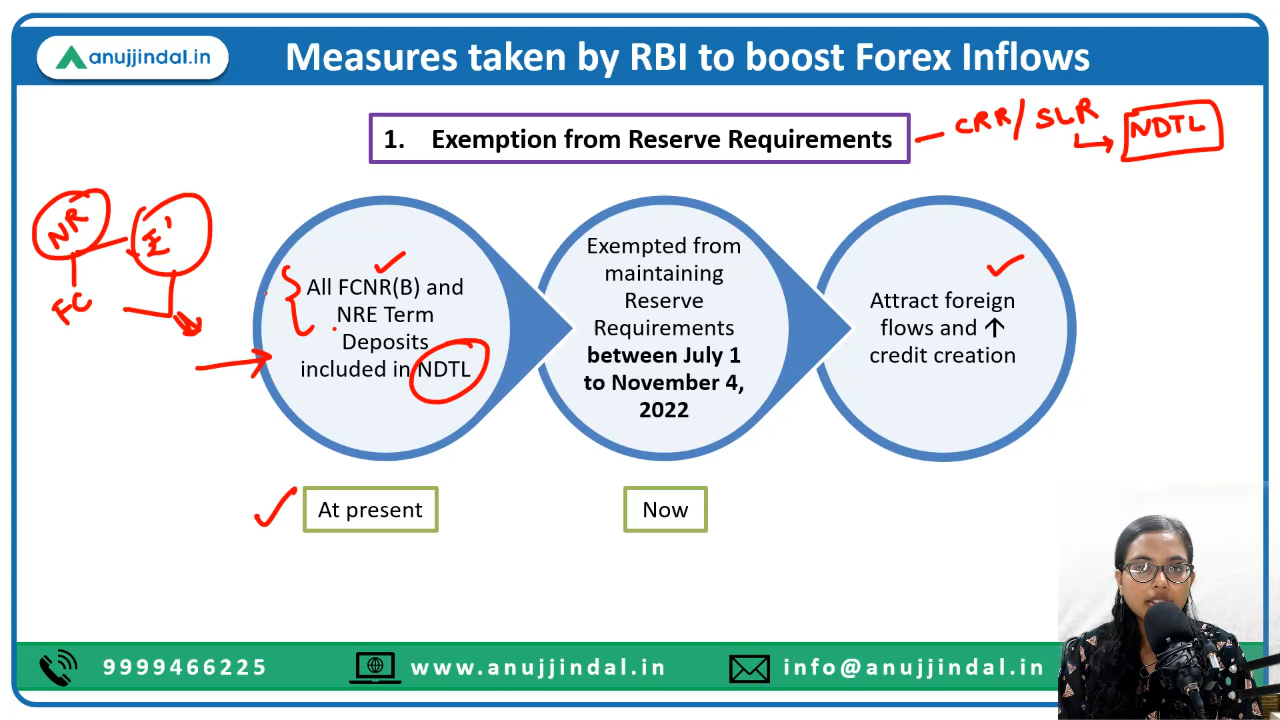 anujjindal.in
Measures taken by RBI to boost Forex Inflows
1. Exemption from Reserve Requirements
CRR/ SLR
NDTL
NR
FC
All FCNR(B) and
NRE Term
Deposits
included in NDTL
Exempted from
maintaining
Reserve
Requirements
between July 1
to November 4,
2022
Attract foreign
flows and ↑
credit creation
At present
Now
9999466225
www.anujjindal.in
info@anujjindal.in